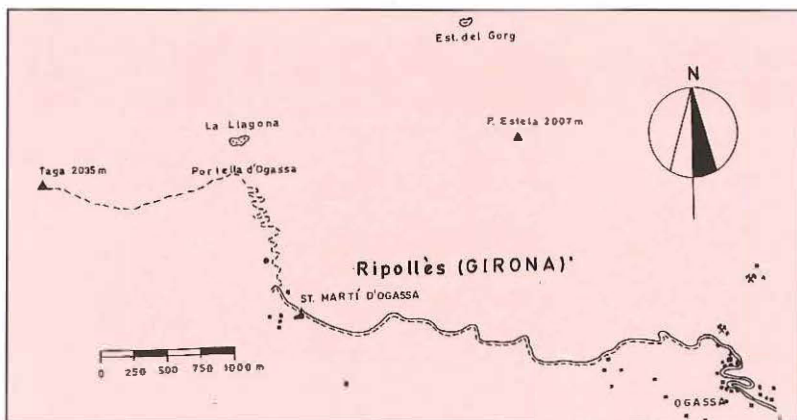 Est. del Gorg
N
La Llagona
P. Estela 2007 m
Taga 2035 m
Portella d'Ogassa
Ripollès (GIRONA)'
ST. MARTÍ D'OGASSA
0 250 500 750 1000 m
OGASSA